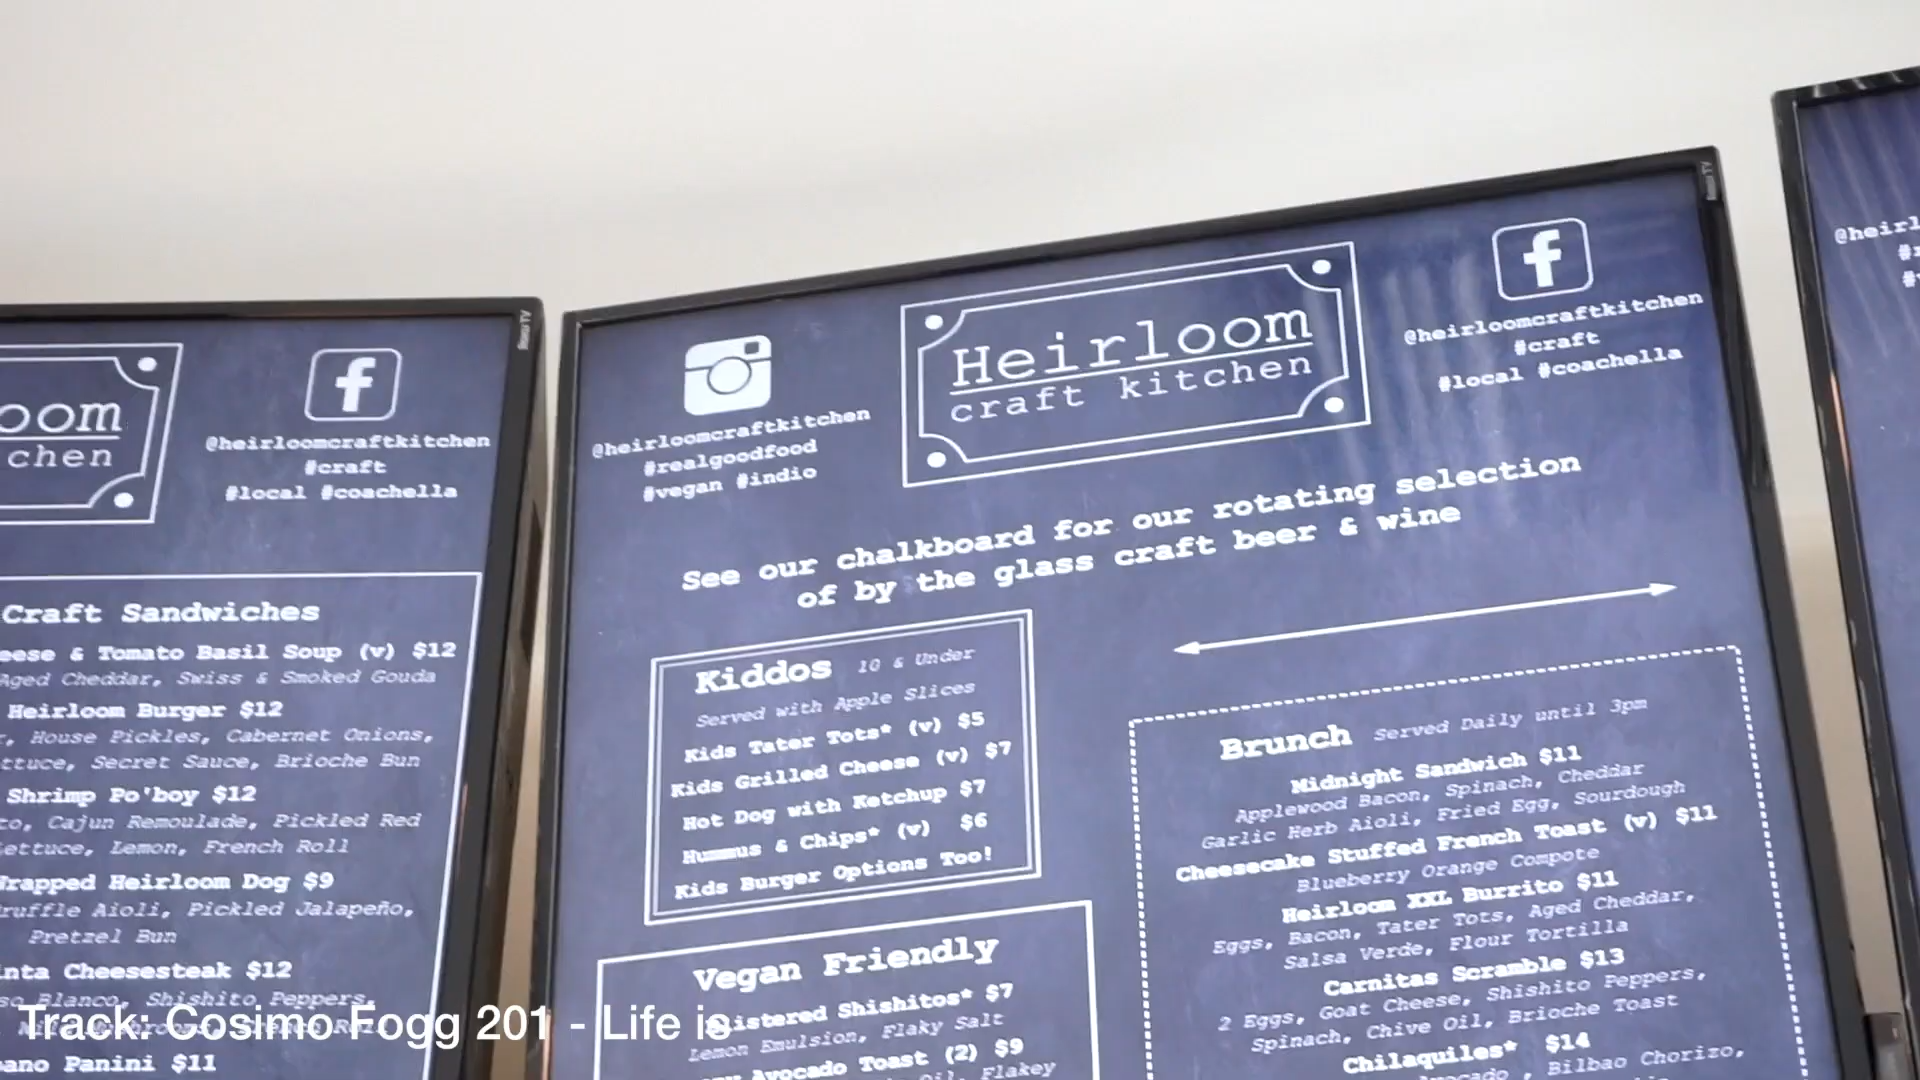 oom
chen
@heirloomcraftkitchen
#craft
#local #coachella
Craft Sandwiches
& Tomato Basil Soup (v) $12
Aged Cheddar, Swiss & Smoked Gouda
Heirloom Burger $12
House Pickles, Cabernet Onions,
Secret Sauce, Brioche Bun
Shrimp Po'boy $12
Cajun Remoulade, Pickled Red
Lettuce, Lemon, French Roll
Wrapped Heirloom Dog $9
Truffle Aioli, Pickled Jalapeño,
Pretzel Bun
Cheesesteak $12
Blanco, Shishito Peppers,
Panini $11
@heirloomcraftkitchen
#realgoodfood
#vegan #indio
Heirloom
craft kitchen
@heirloomcraftkitchen
#craft
#local #coachella
See our chalkboard for our rotating selection
of by the glass craft beer & wine
Kiddos 10 & Under
Served with Apple Slices
Kids Tater Tots* (v) $5
Kids Grilled Cheese (v) $7
Hot Dog with Ketchup $7
Hummus & Chips* (v) $6
Kids Burger Options Too!
Vegan Friendly
Blistered Shishitos* $7
Lemon Emulsion, Flaky Salt
Avocado Toast (2) $9
Oil, Flakey
Brunch Served Daily until 3pm
Midnight Sandwich $11
Applewood Bacon, Spinach, Cheddar
Garlic Herb Aioli, Fried Egg, Sourdough
Cheesecake Stuffed French Toast (v) $11
Blueberry Orange Compote
Heirloom XXL Burrito $11
Eggs, Bacon, Tater Tots, Aged Cheddar,
Salsa Verde, Flour Tortilla
Carnitas Scramble $13
2 Eggs, Goat Cheese, Shishito Peppers,
Spinach, Chive Oil, Brioche Toast
Chilaquiles* $14
Avocado, Bilbao Chorizo,
@heirl
Track: Cosimo Fogg 201 - Life is